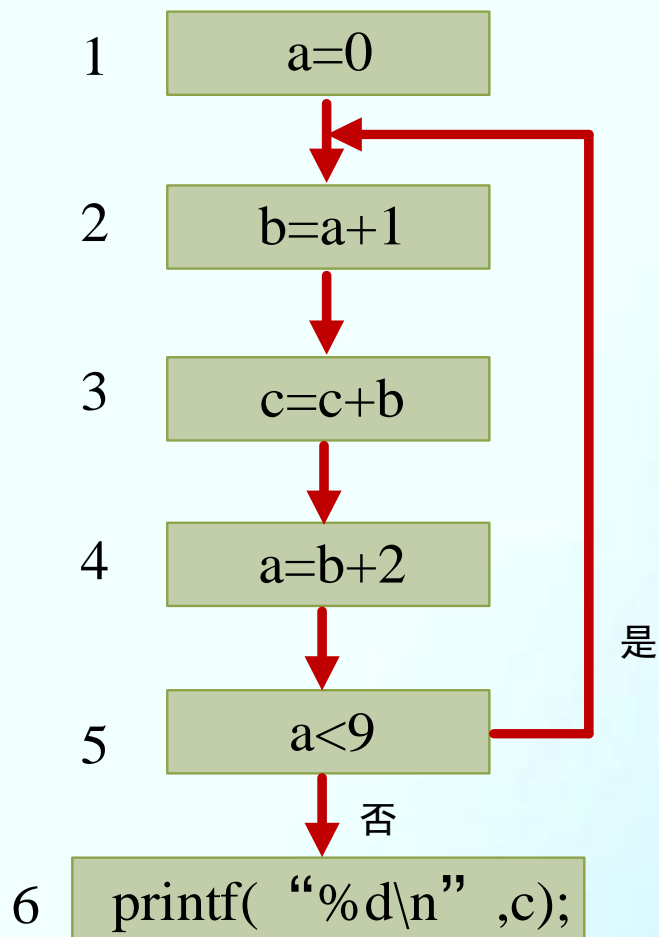 1 a=0
2 b=a+1
3 c=c+b
4 a=b+2
是
5 a<9
否
6 printf( “%d\n” ,c);